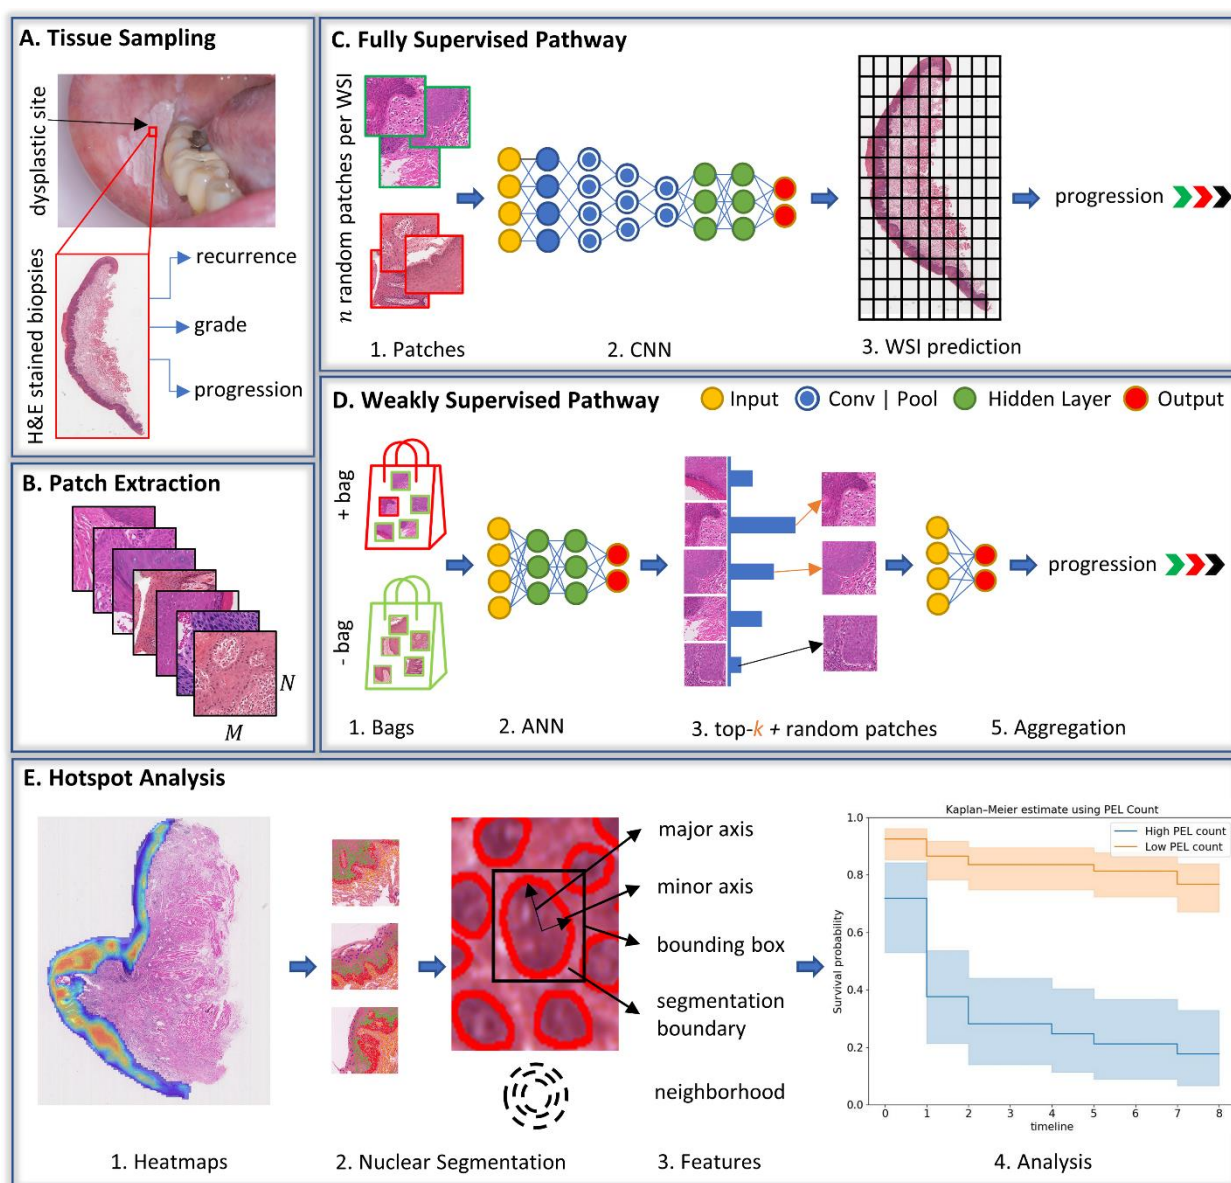 A. Tissue Sampling
dysplastic site
H&E stained biopsies
recurrence
grade
progression
B. Patch Extraction
N
M
C. Fully Supervised Pathway
n random patches per WSI
progression
1. Patches
2. CNN
3. WSI prediction
D. Weakly Supervised Pathway
Input
Conv | Pool
Hidden Layer
Output
+ bag
- bag
progression
1. Bags
2. ANN
3. top-k + random patches
5. Aggregation
E. Hotspot Analysis
major axis
minor axis
bounding box
segmentation
boundary
neighborhood
Kaplan–Meier estimate using PEL Count
High PEL count
Low PEL count
Survival probability
1.0
0.8
0.6
0.4
0.2
0.0
0 1 2 3 4 5 6 7 8
timeline
1. Heatmaps
2. Nuclear Segmentation
3. Features
4. Analysis